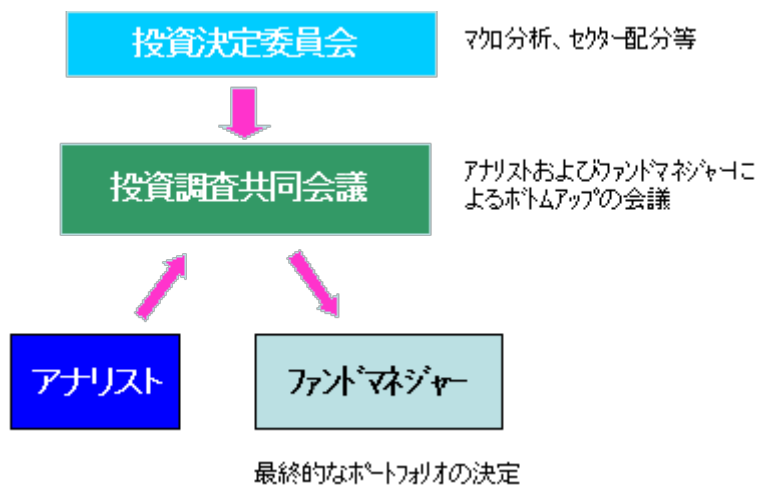 投資決定委員会
マクロ分析、セクター配分等
投資調査共同会議
アナリストおよびファンドマネジャーに
よるボトムアップの会議
アナリスト
ファンドマネジャー
最終的なポートフォリオの決定